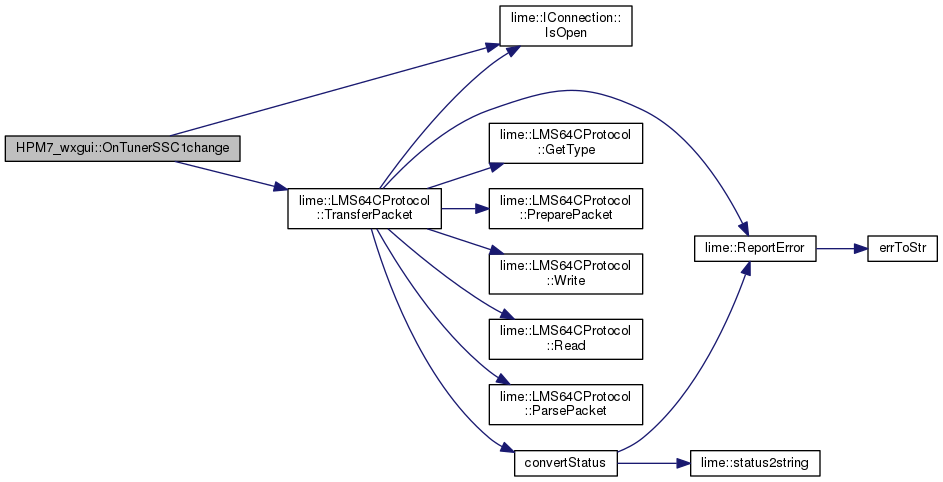 lime::IConnection::
IsOpen
HPM7_wxgui::OnTunerSSC1change
lime::LMS64CProtocol
::GetType
lime::LMS64CProtocol
::TransferPacket
lime::LMS64CProtocol
::PreparePacket
lime::ReportError
errToStr
lime::LMS64CProtocol
::Write
lime::LMS64CProtocol
::Read
lime::LMS64CProtocol
::ParsePacket
convertStatus
lime::status2string